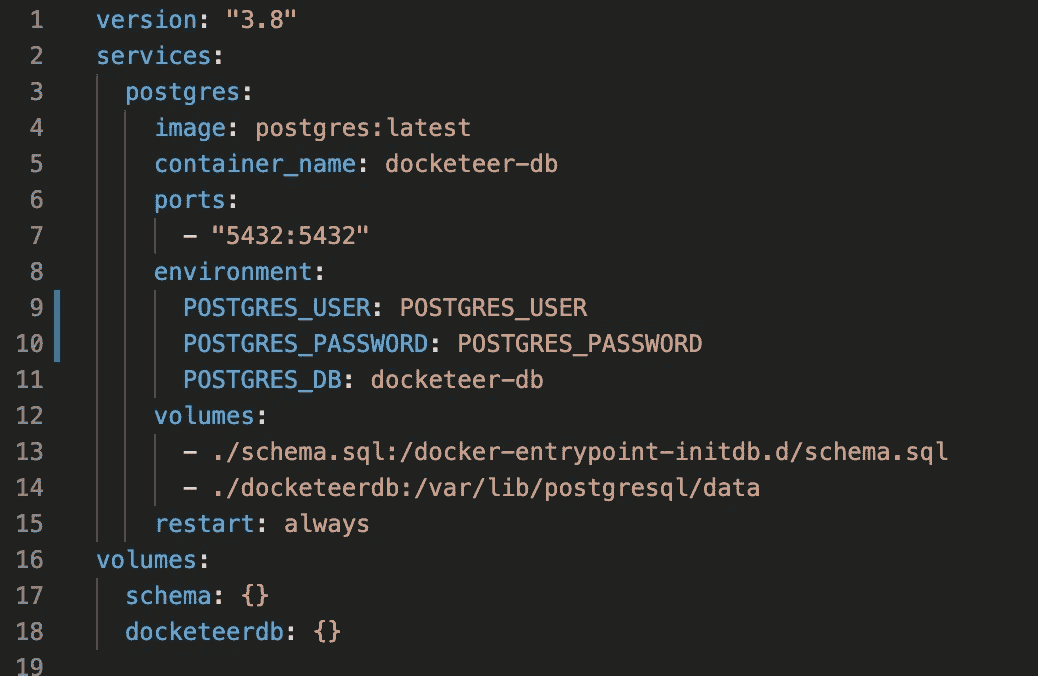 1 version: "3.8"
2 services:
3 postgres:
4 image: postgres:latest
5 container_name: docketeer-db
6 ports:
7 - "5432:5432"
8 environment:
9 POSTGRES_USER: POSTGRES_USER
10 POSTGRES_PASSWORD: POSTGRES_PASSWORD
11 POSTGRES_DB: docketeer-db
12 volumes:
13 - ./schema.sql:/docker-entrypoint-initdb.d/schema.sql
14 - ./docketeerdb:/var/lib/postgresql/data
15 restart: always
16 volumes:
17 schema: {}
18 docketeerdb: {}
19